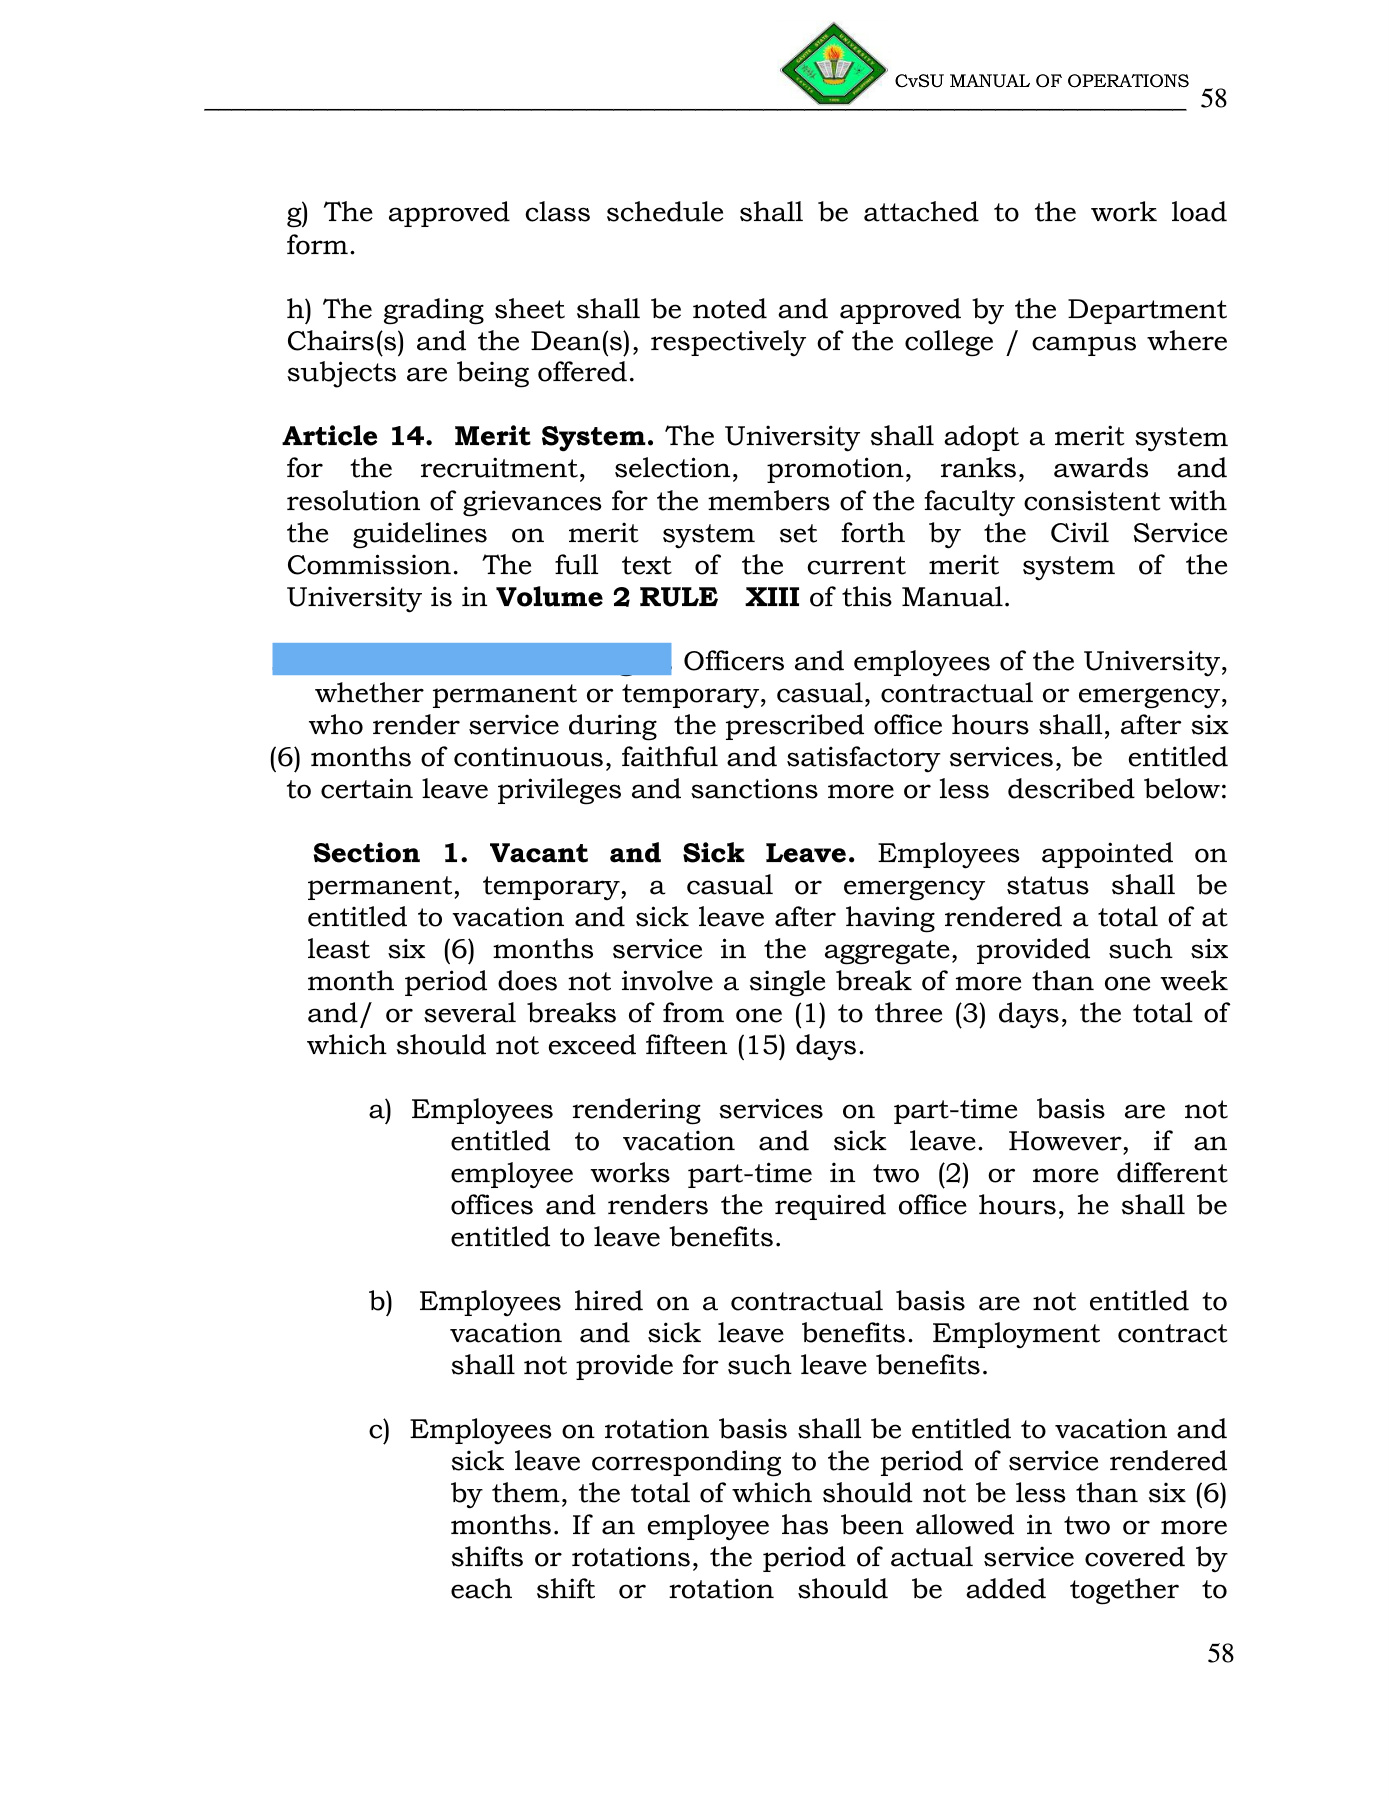 CvSU MANUAL OF OPERATIONS 58
g) The approved class schedule shall be attached to the work load
form.
h) The grading sheet shall be noted and approved by the Department
Chairs(s) and the Dean(s), respectively of the college / campus where
subjects are being offered.
Article 14. Merit System. The University shall adopt a merit system
for the recruitment, selection, promotion, ranks, awards and
resolution of grievances for the members of the faculty consistent with
the guidelines on merit system set forth by the Civil Service
Commission. The full text of the current merit system of the
University is in Volume 2 RULE XIII of this Manual.
Officers and employees of the University,
whether permanent or temporary, casual, contractual or emergency,
who render service during the prescribed office hours shall, after six
(6) months of continuous, faithful and satisfactory services, be entitled
to certain leave privileges and sanctions more or less described below:
Section 1. Vacant and Sick Leave. Employees appointed on
permanent, temporary, a casual or emergency status shall be
entitled to vacation and sick leave after having rendered a total of at
least six (6) months service in the aggregate, provided such six
month period does not involve a single break of more than one week
and/ or several breaks of from one (1) to three (3) days, the total of
which should not exceed fifteen (15) days.
a) Employees rendering services on part-time basis are not
entitled to vacation and sick leave. However, if an
employee works part-time in two (2) or more different
offices and renders the required office hours, he shall be
entitled to leave benefits.
b) Employees hired on a contractual basis are not entitled to
vacation and sick leave benefits. Employment contract
shall not provide for such leave benefits.
c) Employees on rotation basis shall be entitled to vacation and
sick leave corresponding to the period of service rendered
by them, the total of which should not be less than six (6)
months. If an employee has been allowed in two or more
shifts or rotations, the period of actual service covered by
each shift or rotation should be added together to
58